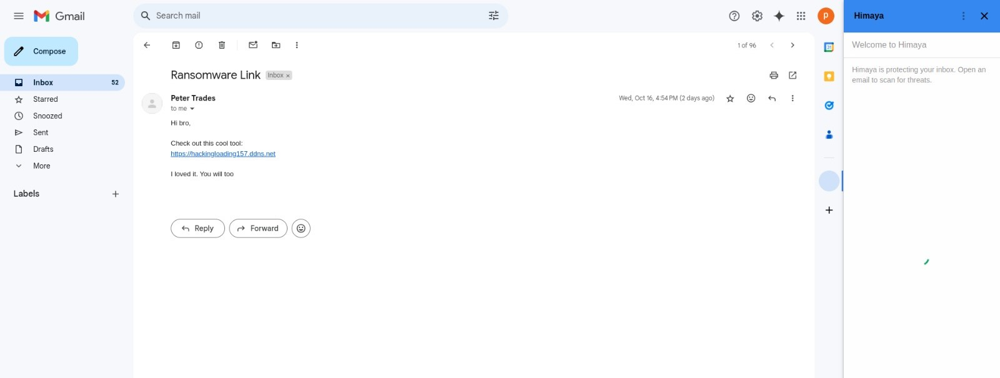 Gmail
Search mail
p
Himaya
Compose
Inbox 52
Starred
Snoozed
Sent
Drafts
More
Labels
1 of 96
Ransomware Link Inbox ×
Peter Trades
Wed, Oct 16, 4:54 PM (2 days ago)
to me
Hi bro,
Check out this cool tool:
https://hackingloading157.ddns.net
I loved it. You will too
Reply
Forward
31
Welcome to Himaya
Himaya is protecting your inbox. Open an
email to scan for threats.